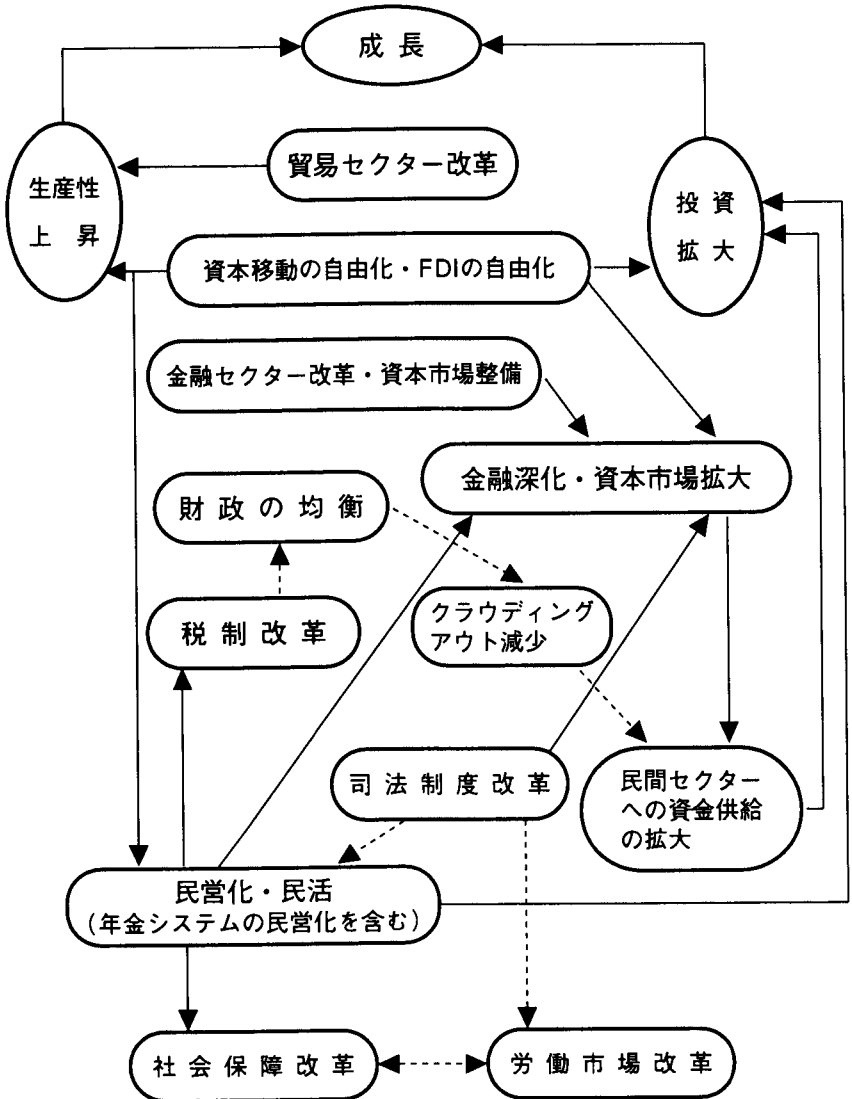 成長
貿易セクター改革
生産性
上昇
投資
拡大
資本移動の自由化・FDIの自由化
金融セクター改革・資本市場整備
金融深化・資本市場拡大
財政の均衡
クラウディング
アウト減少
税制改革
司法制度改革
民間セクター
への資金供給
の拡大
民営化・民活
(年金システムの民営化を含む)
社会保障改革
労働市場改革